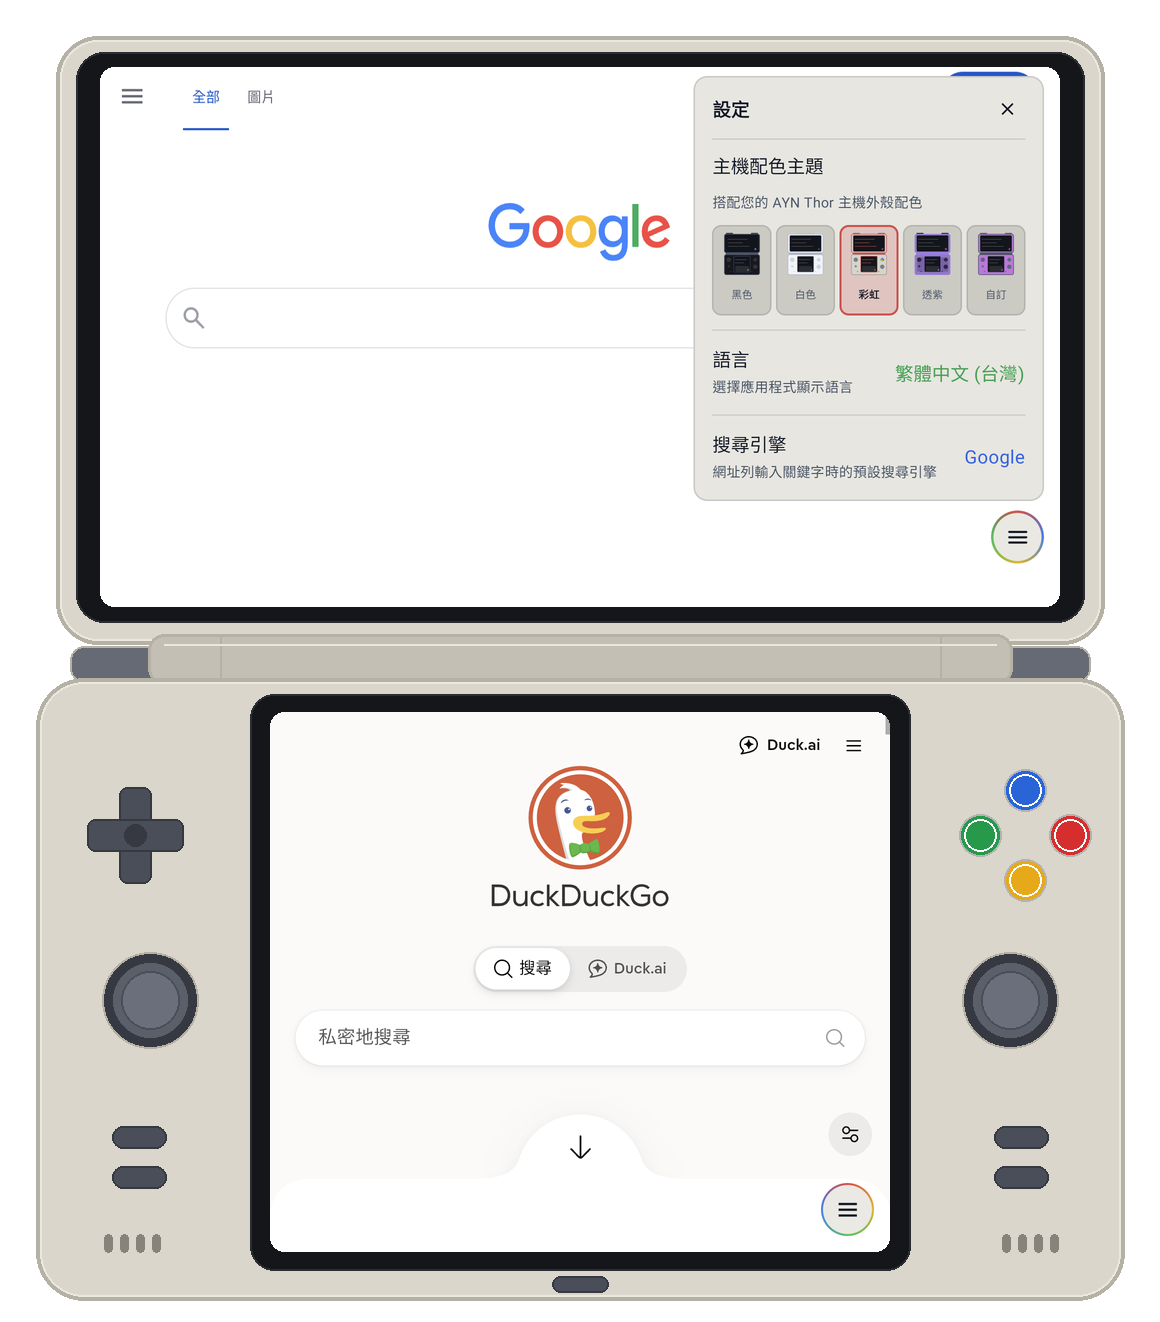 全部 圖片
Google
設定
主機配色主題
搭配您的 AYN Thor 主機外殼配色
黑色 白色 彩虹 透紫 自訂
語言
選擇應用程式顯示語言
繁體中文 (台灣)
搜尋引擎
網址列輸入關鍵字時的預設搜尋引擎
Google
Duck.ai
DuckDuckGo
搜尋 Duck.ai
私密地搜尋